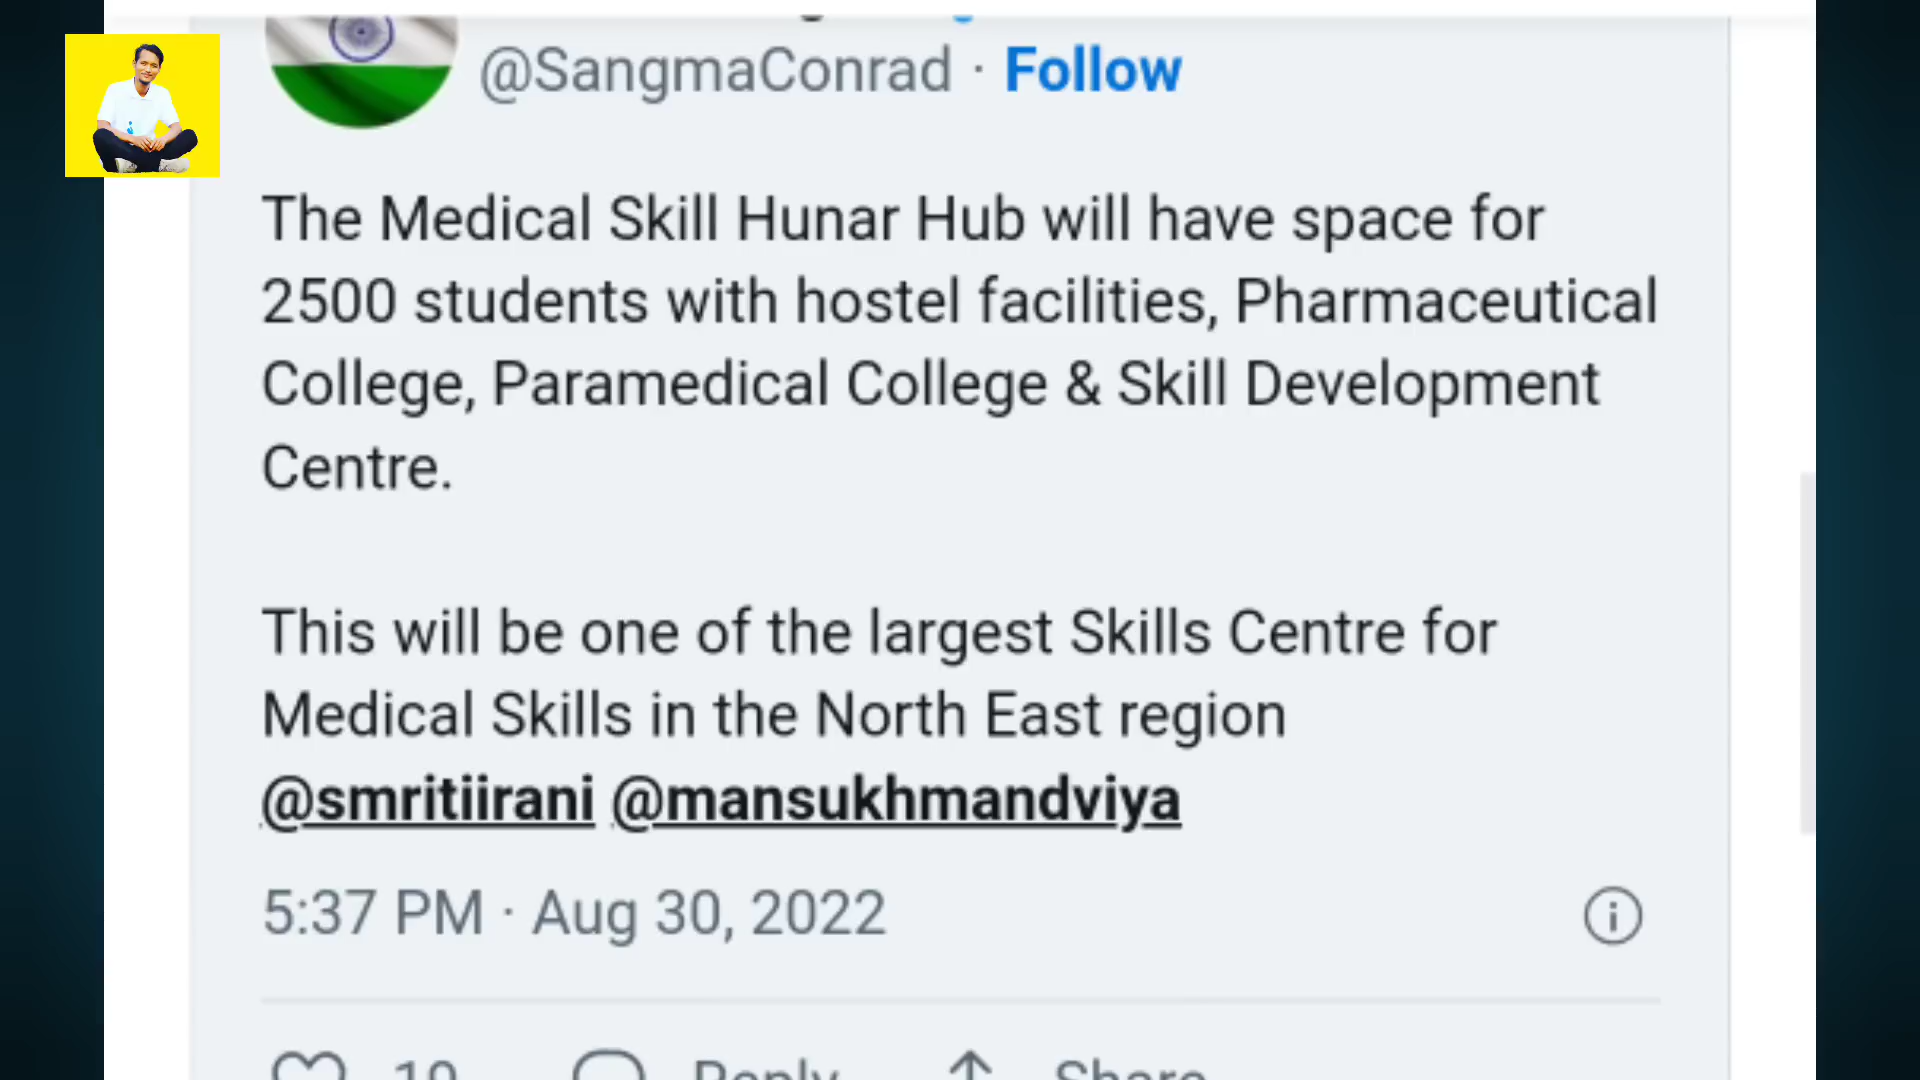 @SangmaConrad · Follow
The Medical Skill Hunar Hub will have space for
2500 students with hostel facilities, Pharmaceutical
College, Paramedical College & Skill Development
Centre.
This will be one of the largest Skills Centre for
Medical Skills in the North East region
@smritiirani @mansukhmandviya
5:37 PM · Aug 30, 2022
Reply
Share